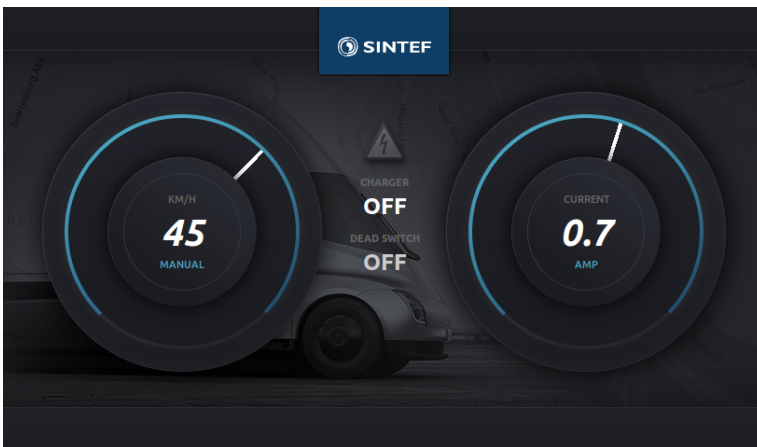 SINTEF
KM/H
45
MANUAL
CHARGER
OFF
DEAD SWITCH
OFF
CURRENT
0.7
AMP